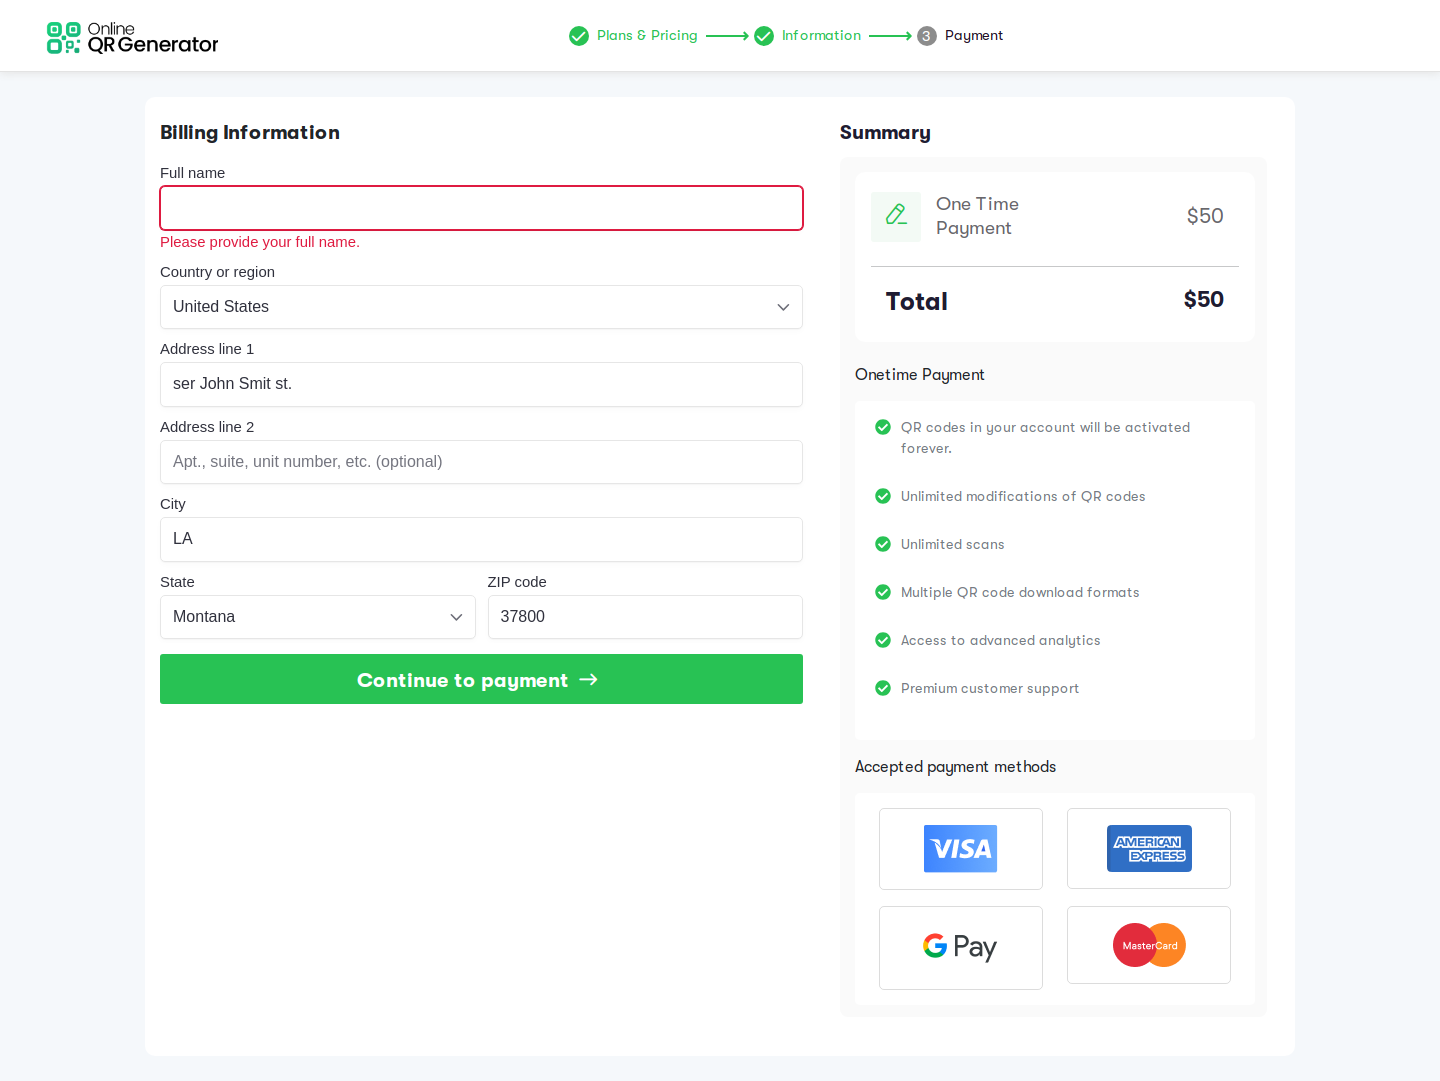 Online
QR Generator
Plans & Pricing
Information
3
Payment
Billing Information
Full name
Please provide your full name.
Country or region
United States
Address line 1
ser John Smit st.
Address line 2
Apt., suite, unit number, etc. (optional)
City
LA
State
ZIP code
Montana
37800
Continue to payment
Summary
One Time
Payment
$50
Total
$50
Onetime Payment
QR codes in your account will be activated
forever.
Unlimited modifications of QR codes
Unlimited scans
Multiple QR code download formats
Access to advanced analytics
Premium customer support
Accepted payment methods
VISA
AMERICAN
EXPRESS
G Pay
MasterCard